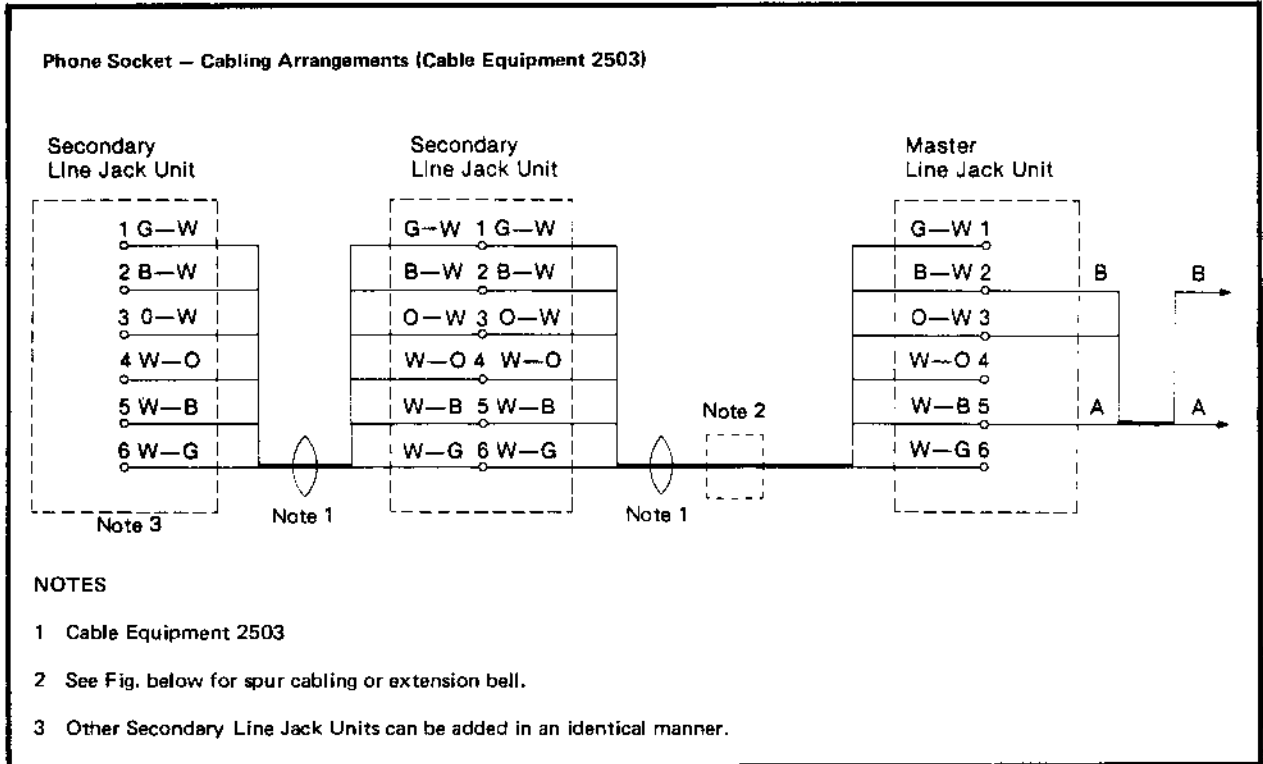 Phone Socket — Cabling Arrangements (Cable Equipment 2503)
Secondary
Line Jack Unit
Secondary
Line Jack Unit
Master
Line Jack Unit
1 G—W
G—W 1 G—W
G—W 1
2 B—W
B—W 2 B—W
B—W 2
B
B
3 O—W
O—W 3 O—W
O—W 3
4 W—O
W—O 4 W—O
W—O 4
5 W—B
W—B 5 W—B
Note 2
W—B 5
A
A
6 W—G
W—G 6 W—G
W—G 6
Note 3
Note 1
Note 1
NOTES
1 Cable Equipment 2503
2 See Fig. below for spur cabling or extension bell.
3 Other Secondary Line Jack Units can be added in an identical manner.